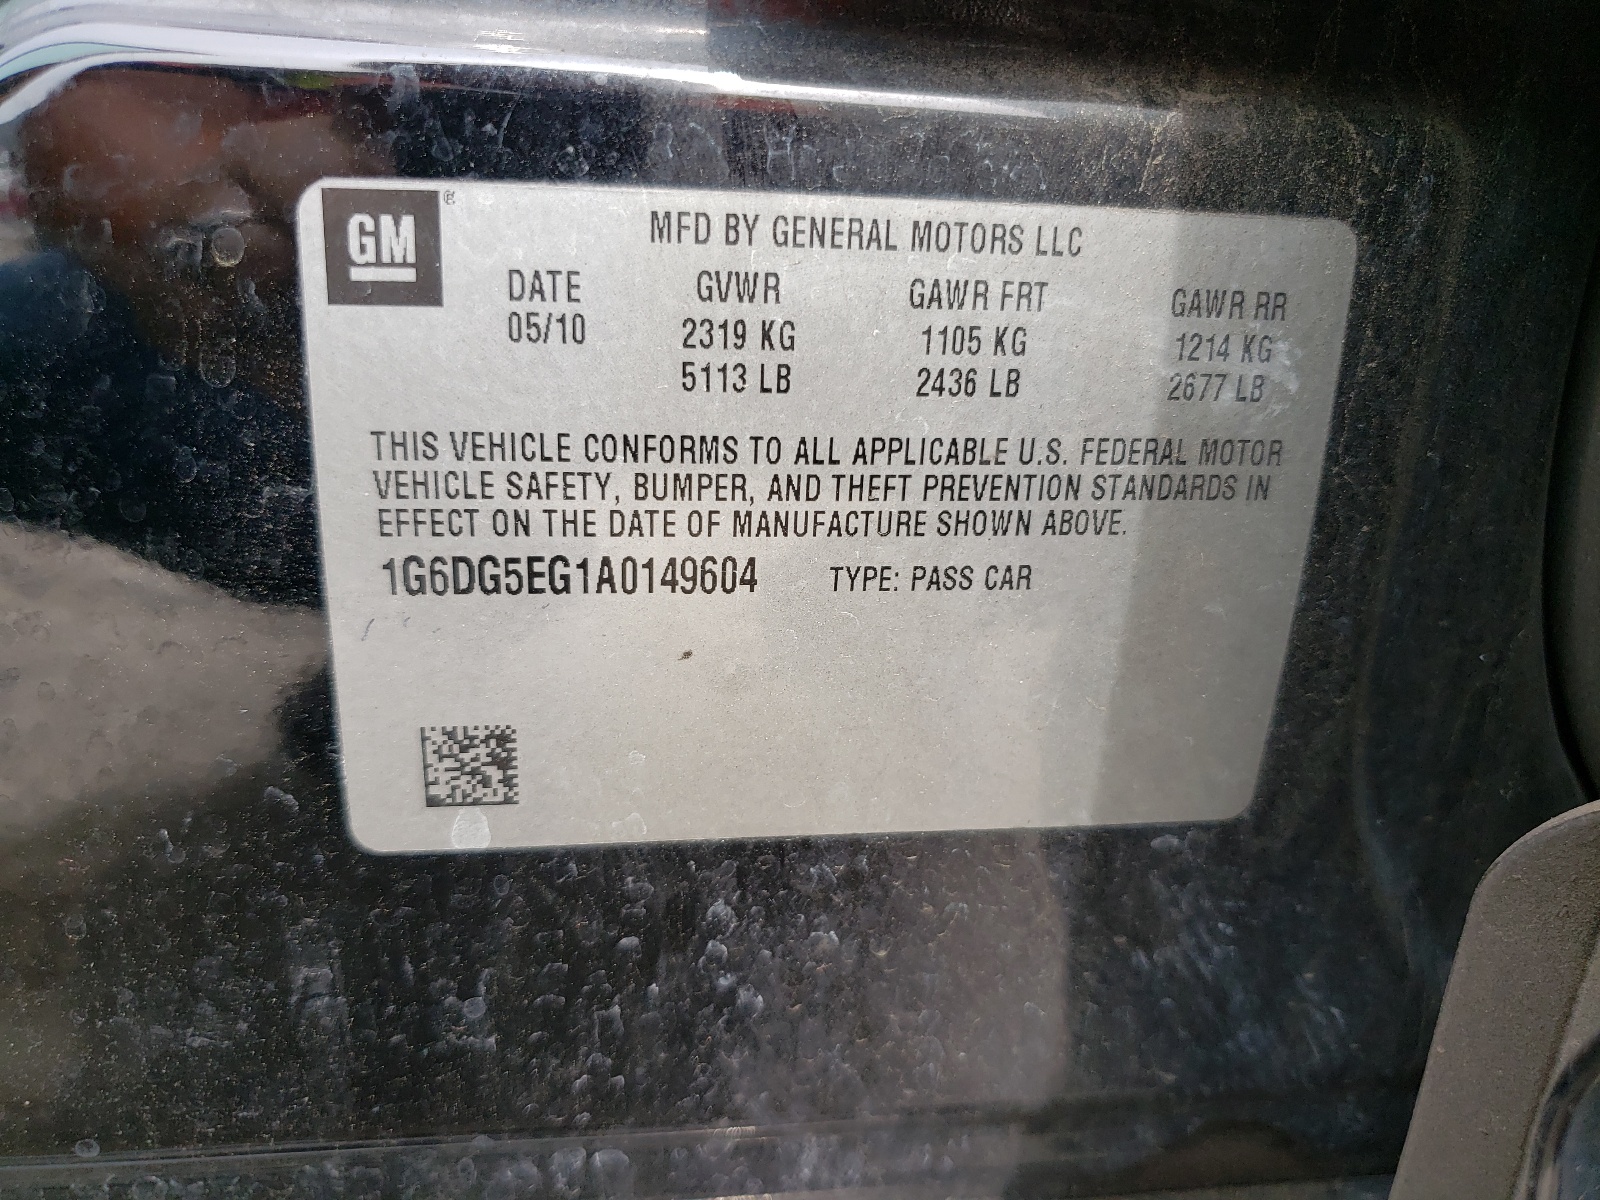 GM ®
MFD BY GENERAL MOTORS LLC
DATE GVWR GAWR FRT GAWR RR
05/10 2319 KG 1105 KG 1214 KG
5113 LB 2436 LB 2677 LB
THIS VEHICLE CONFORMS TO ALL APPLICABLE U.S. FEDERAL MOTOR
VEHICLE SAFETY, BUMPER, AND THEFT PREVENTION STANDARDS IN
EFFECT ON THE DATE OF MANUFACTURE SHOWN ABOVE.
1G6DG5EG1A0149604 TYPE: PASS CAR